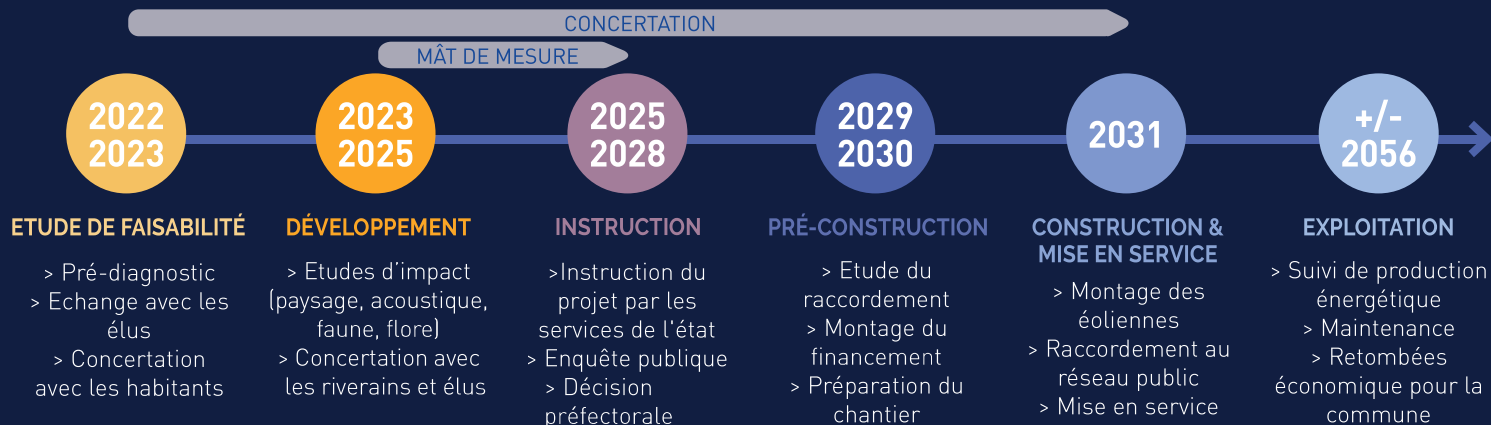 CONCERTATION
MÂT DE MESURE
2022
2023
2023
2025
2025
2028
2029
2030
2031
+/-
2056
ETUDE DE FAISABILITÉ
> Pré-diagnostic
> Echange avec les
élus
> Concertation
avec les habitants
DÉVELOPPEMENT
> Etudes d'impact
(paysage, acoustique,
faune, flore)
> Concertation avec
les riverains et élus
INSTRUCTION
>Instruction du
projet par les
services de l'état
> Enquête publique
> Décision
préfectorale
PRÉ-CONSTRUCTION
> Etude du
raccordement
> Montage du
financement
> Préparation du
chantier
CONSTRUCTION &
MISE EN SERVICE
> Montage des
éoliennes
> Raccordement au
réseau public
> Mise en service
EXPLOITATION
> Suivi de production
énergétique
> Maintenance
> Retombées
économique pour la
commune